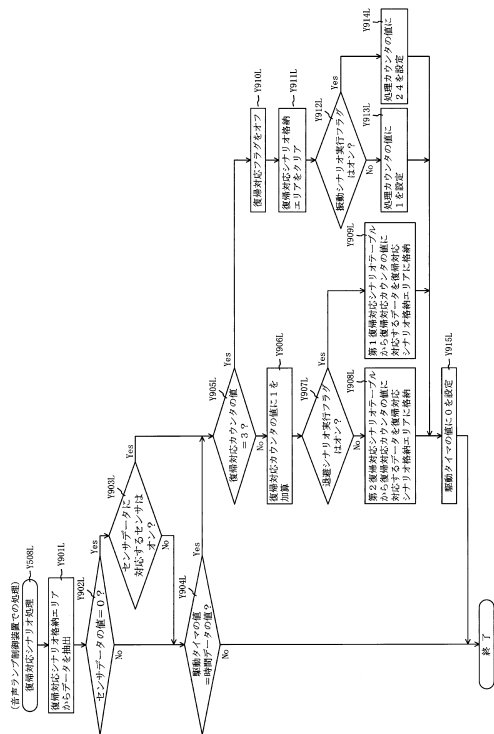 (音声ランプ制御装置での処理)
Y508L
復帰対応シナリオ処理
Y901L
復帰対応シナリオ格納エリア
からデータを抽出
Y902L
センサデータの値=0?
Yes
No
Y903L
センサデータに
対応するセンサは
オン?
Yes
No
Y904L
駆動タイマの値
=時間データの値?
Yes
No
Y905L
復帰対応カウンタの値
=3?
Yes
No
Y906L
復帰対応カウンタの値に1を
加算
Y907L
退避シナリオ実行フラグ
はオン?
Yes
No
Y908L
第2復帰対応シナリオテーブル
から復帰対応カウンタの値に
対応するデータを復帰対応
シナリオ格納エリアに格納
Y909L
第1復帰対応シナリオテーブル
から復帰対応カウンタの値に
対応するデータを復帰対応
シナリオ格納エリアに格納
Y910L
復帰対応フラグをオフ
Y911L
復帰対応シナリオ格納
エリアをクリア
Y912L
振動シナリオ実行フラグ
はオン?
Yes
No
Y913L
処理カウンタの値に
1を設定
Y914L
処理カウンタの値に
24を設定
Y915L
駆動タイマの値に0を設定
終了